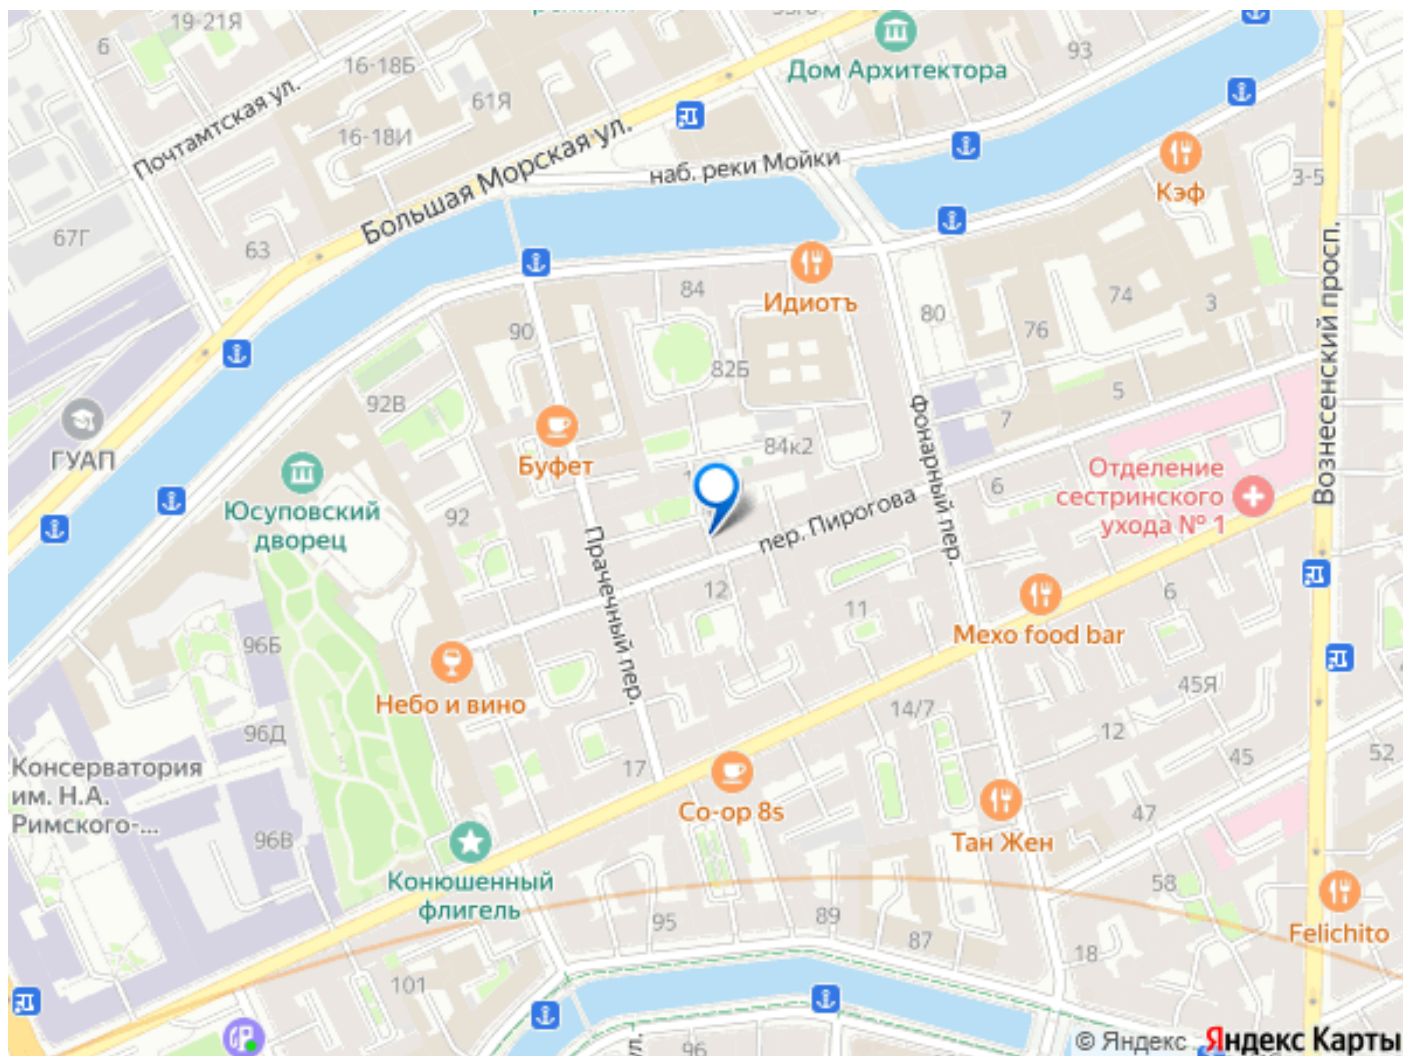 19-21Я
6
16-18Б
Почтамтская ул.
61Я
16-18И
Дом Архитектора
93
Большая Морская ул.
наб. реки Мойки
Кэф
3-5
67Г
63
84
Идиотъ
90
80
74
3
76
82Б
Вознесенский просп.
92В
5
7
Фонарный пер.
ГУАП
Буфет
84к2
Юсуповский
дворец
92
пер. Пирогова
6
Отделение
сестринского
ухода № 1
Прачечный пер.
12
11
Мехо food bar
6
96Б
Небо и вино
45Я
14/7
96Д
12
45
52
Консерватория
им. Н.А.
Римского-...
17
Co-op 8s
47
96В
Тан Жен
Конюшенный
флигель
58
95
89
87
Felichito
18
101
96
ул.
© Яндекс
Яндекс Карты